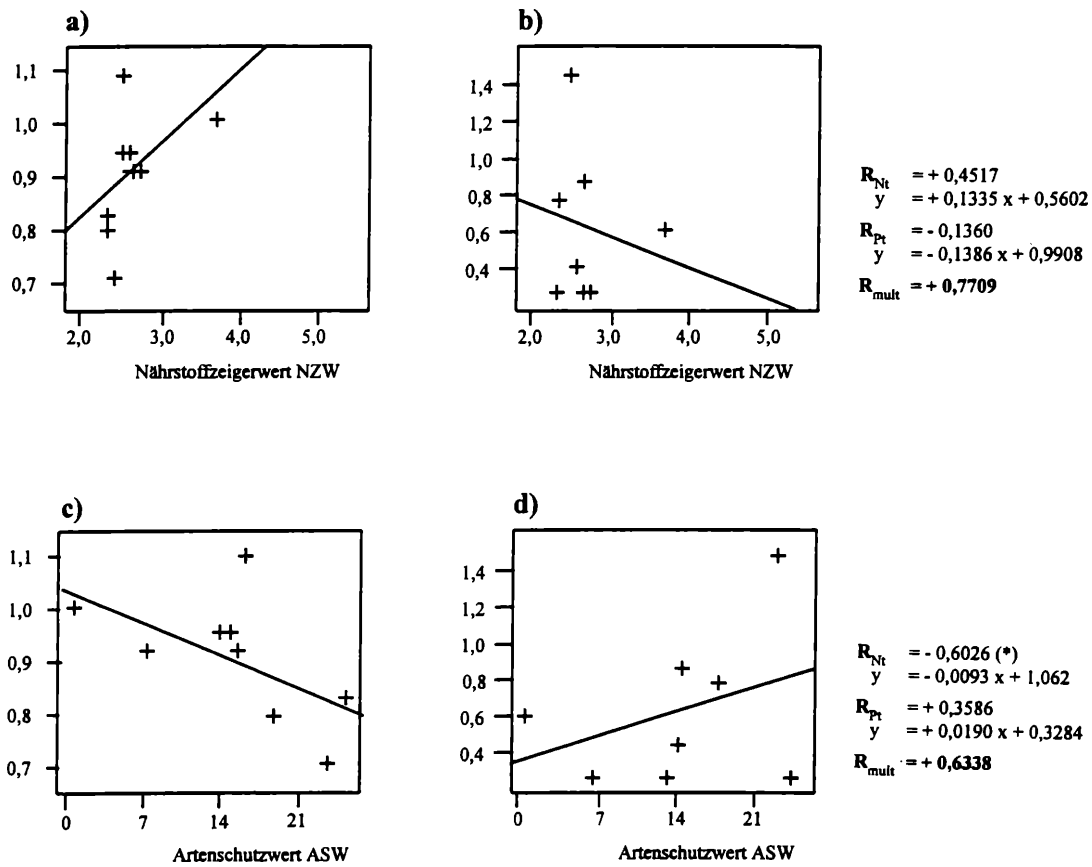 a)
1,1
1,0
0,9
0,8
0,7
2,0 3,0 4,0 5,0
Nährstoffzeigerwert NZW
b)
1,4
1,2
1,0
0,8
0,6
0,4
2,0 3,0 4,0 5,0
Nährstoffzeigerwert NZW
R_Nt = + 0,4517
y = + 0,1335 x + 0,5602
R_Pt = - 0,1360
y = - 0,1386 x + 0,9908
R_mult = + 0,7709
c)
1,1
1,0
0,9
0,8
0,7
0 7 14 21
Artenschutzwert ASW
d)
1,4
1,2
1,0
0,8
0,6
0,4
0 7 14 21
Artenschutzwert ASW
R_Nt = - 0,6026 (*)
y = - 0,0093 x + 1,062
R_Pt = + 0,3586
y = + 0,0190 x + 0,3284
R_mult = + 0,6338